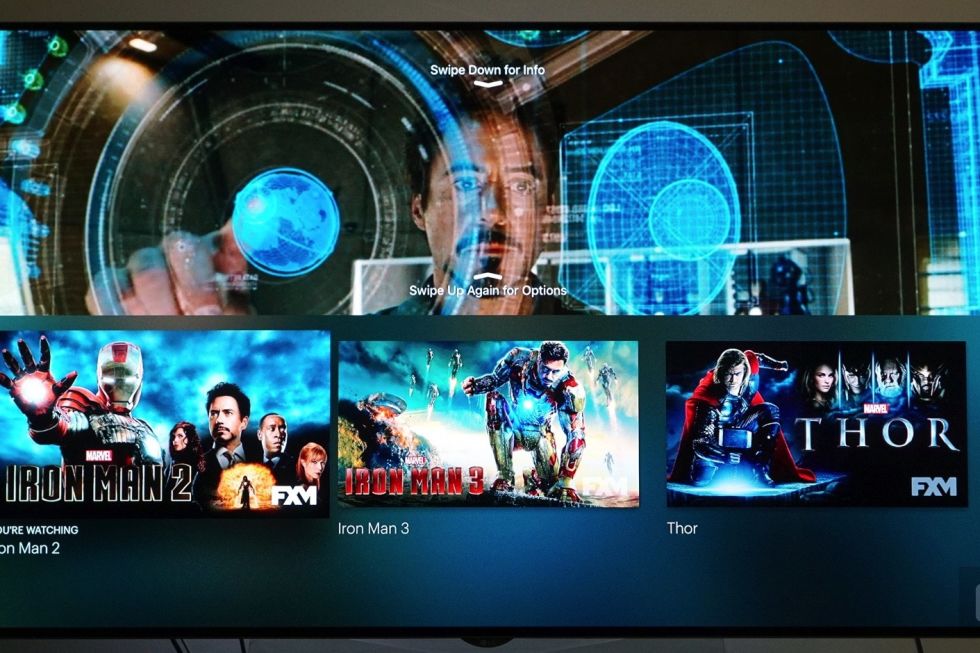 Swipe Down for Info
Swipe Up Again for Options
MARVEL
IRON MAN 2
FXM
MARVEL
IRON MAN 3
FXM
MARVEL
THOR
FXM
OU'RE WATCHING
on Man 2
Iron Man 3
Thor